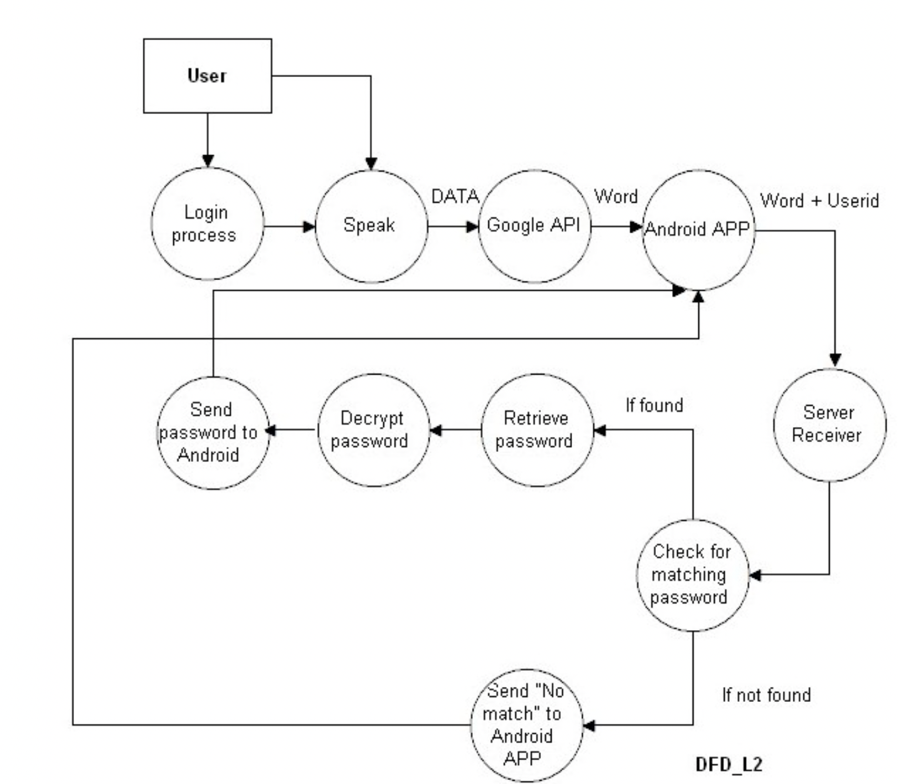 User
Login
process
Speak
DATA
Google API
Word
Android APP
Word + Userid
Send
password to
Android
Decrypt
password
Retrieve
password
If found
Server
Receiver
Check for
matching
password
If not found
Send "No
match" to
Android
APP
DFD_L2